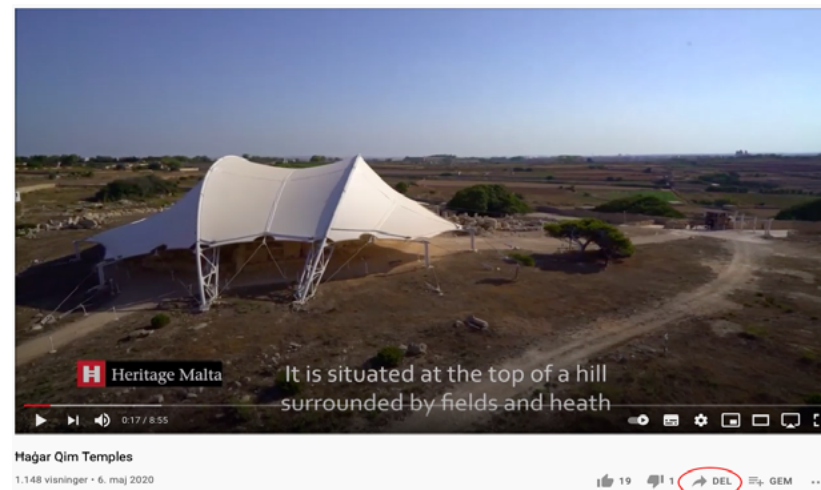 H Heritage Malta
It is situated at the top of a hill
surrounded by fields and heath
0:17 / 8:55
Ħaġar Qim Temples
1.148 visninger • 6. maj 2020
19 1 DEL GEM ...